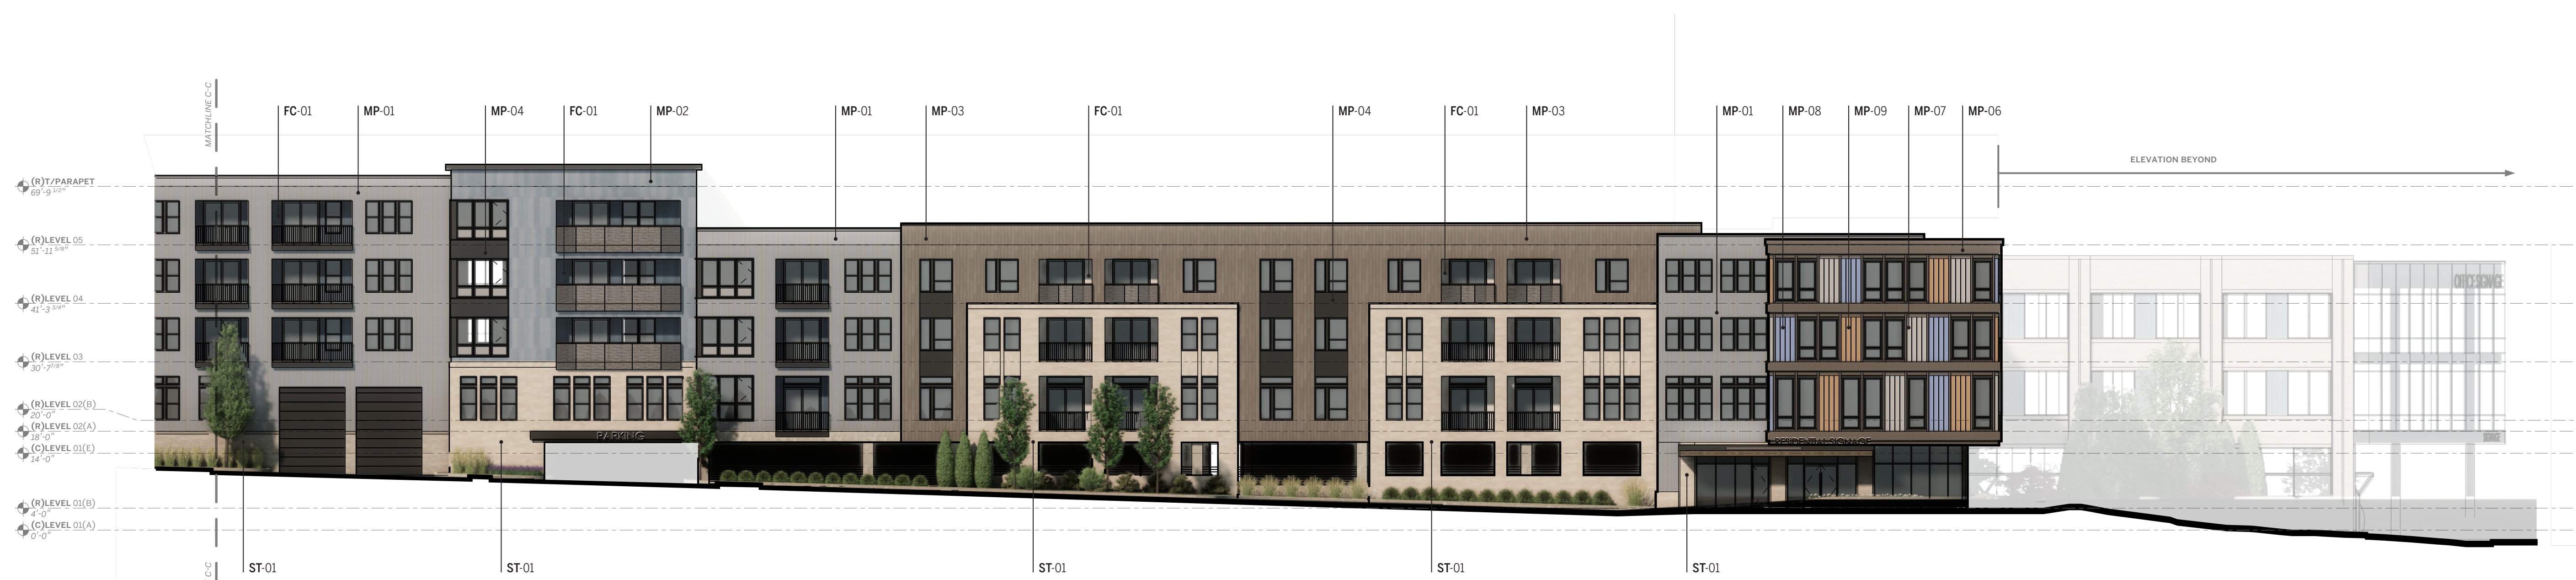 MATCHLINE C-C
FC-01
MP-01
MP-04
FC-01
MP-02
MP-01
MP-03
FC-01
MP-04
FC-01
MP-03
MP-01
MP-08
MP-09
MP-07
MP-06
ELEVATION BEYOND
(R)T/PARAPET
69'-9 1/2"
(R)LEVEL 05
51'-11 5/8"
(R)LEVEL 04
41'-3 3/4"
(R)LEVEL 03
30'-7 7/8"
(R)LEVEL 02(B)
20'-0"
(R)LEVEL 02(A)
18'-0"
(C)LEVEL 01(E)
14'-0"
(R)LEVEL 01(B)
4'-0"
(C)LEVEL 01(A)
0'-0"
OFFICE SIGNAGE
PARKING
RESIDENTIAL SIGNAGE
SIGNAGE
ST-01
ST-01
ST-01
ST-01
ST-01
C-C